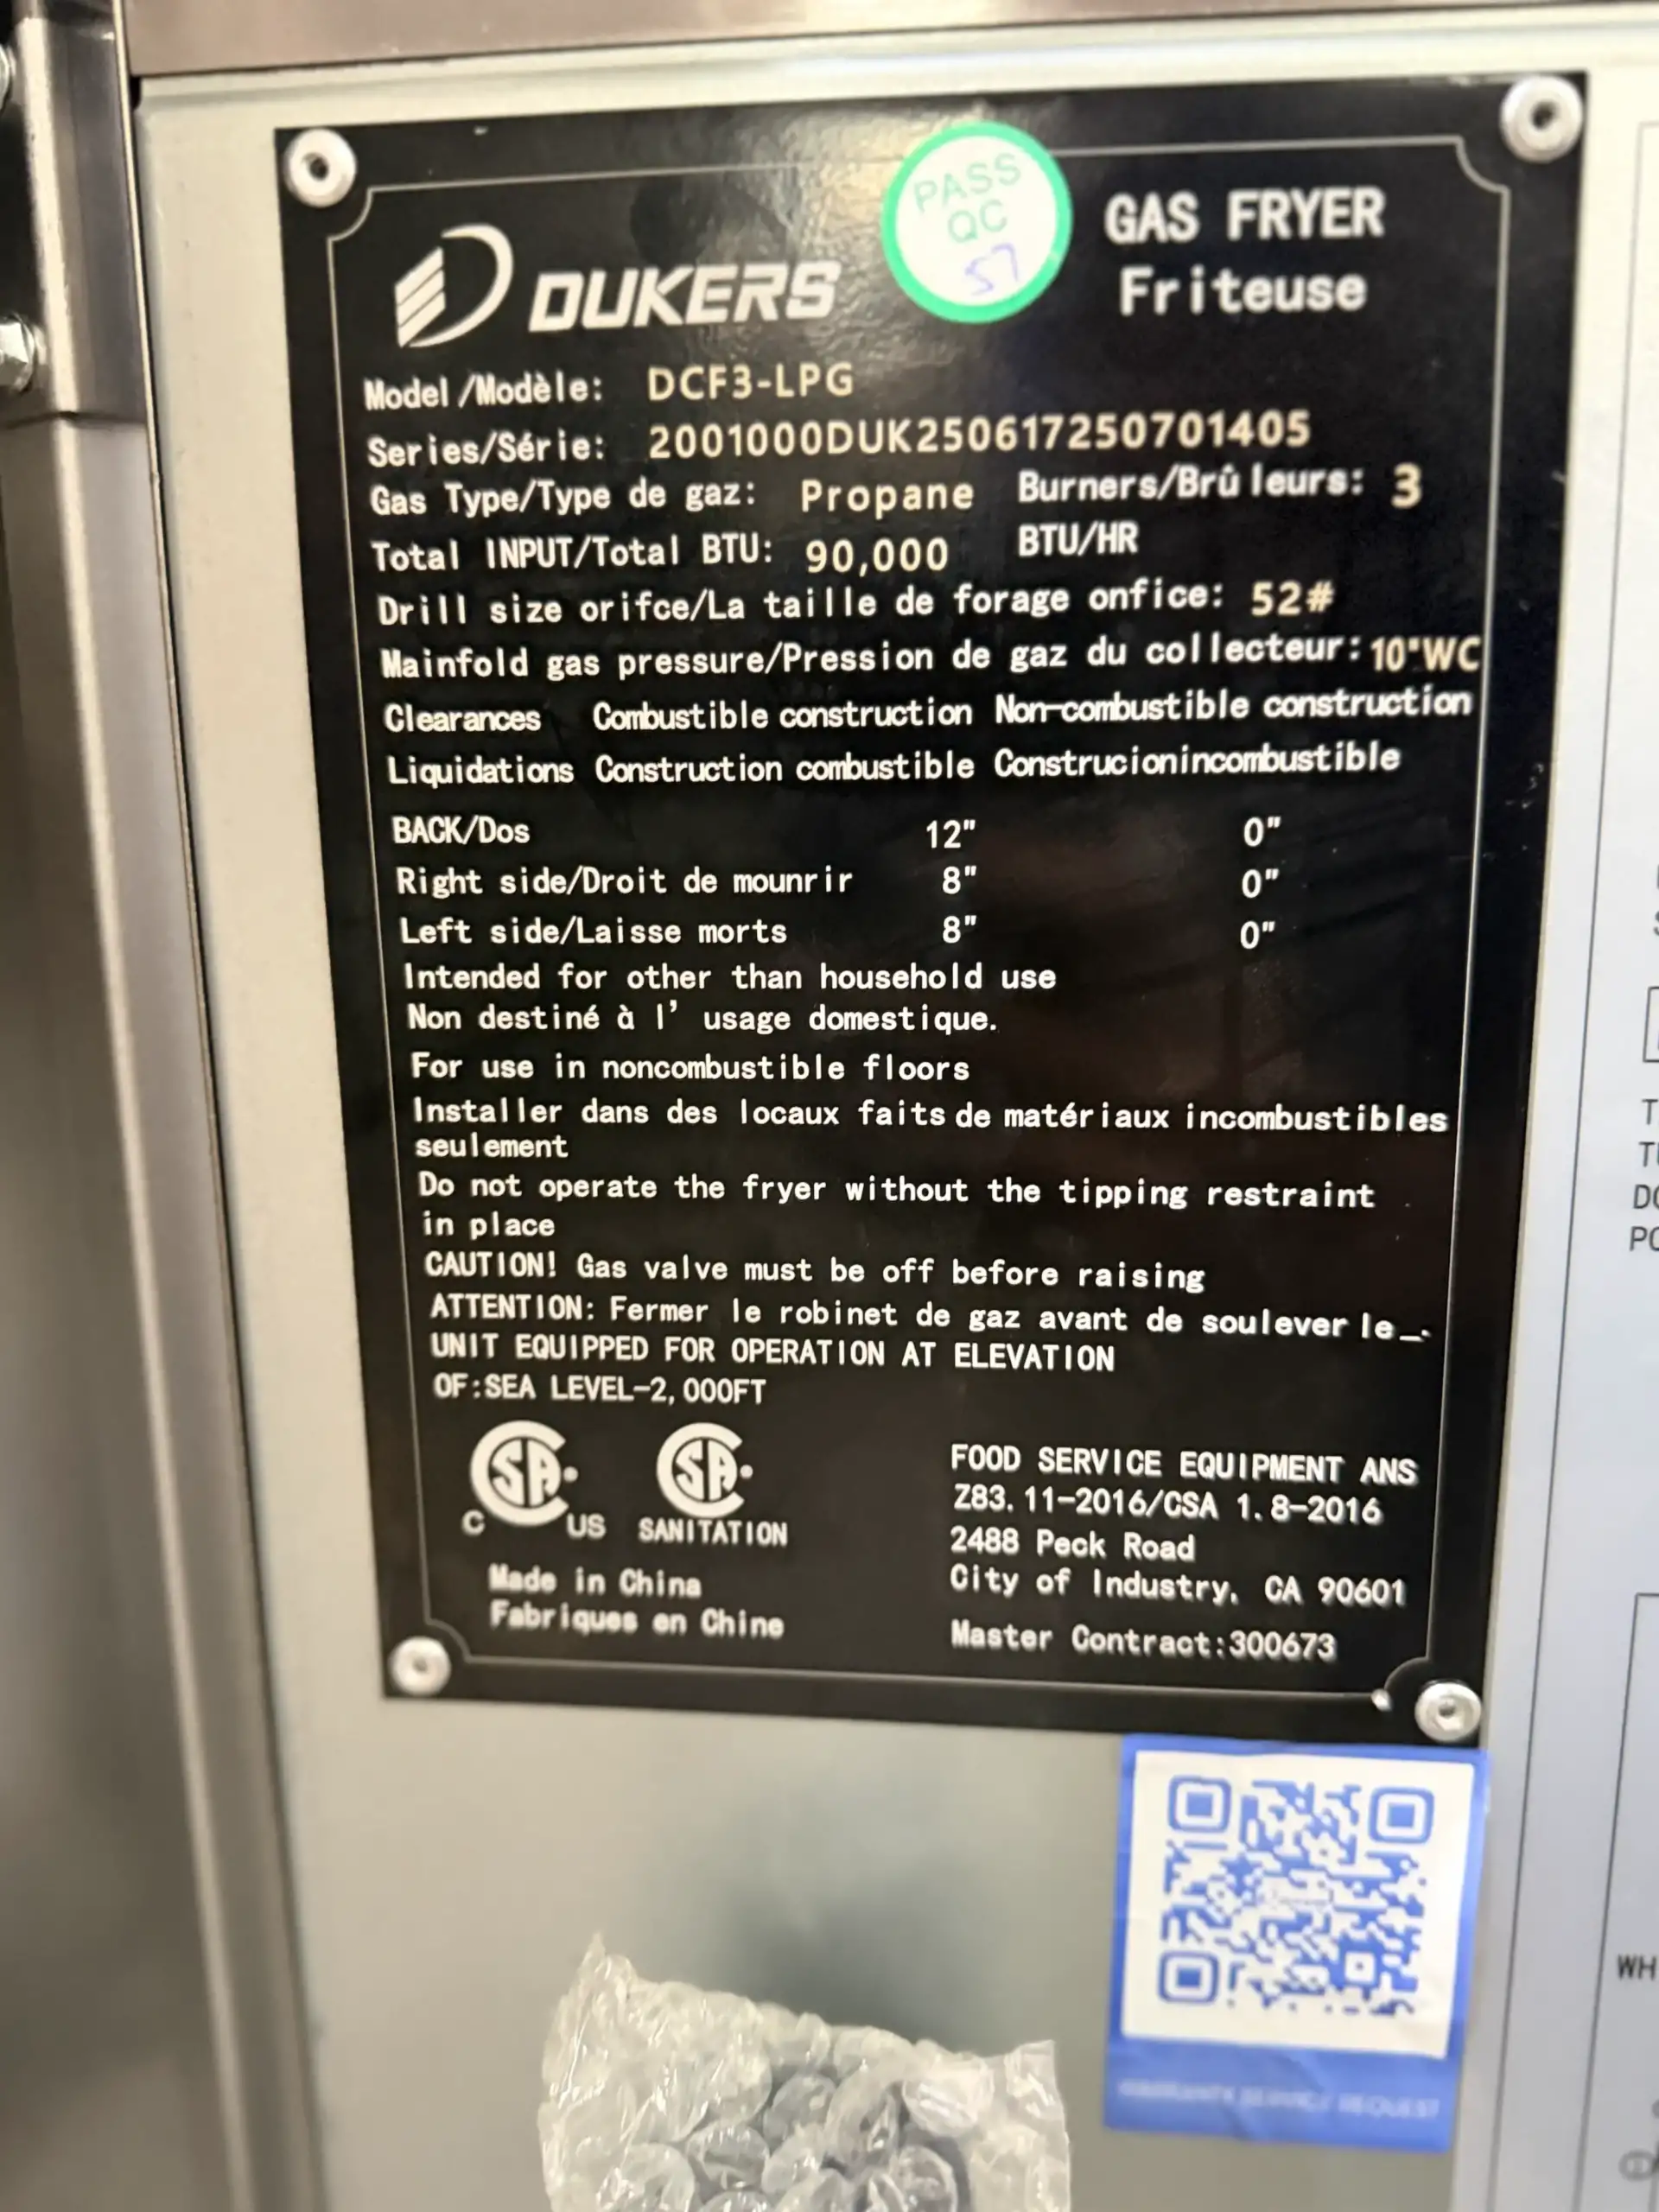 PASS
QC
57
DUKERS
GAS FRYER
Friteuse
Model/Modèle: DCF3-LPG
Series/Série: 2001000DUK250617250701405
Gas Type/Type de gaz: Propane Burners/Brûleurs: 3
Total INPUT/Total BTU: 90,000 BTU/HR
Drill size orifce/La taille de forage onfice: 52#
Mainfold gas pressure/Pression de gaz du collecteur: 10"WC
Clearances Combustible construction Non-combustible construction
Liquidations Construction combustible Construcionincombustible
BACK/Dos 12" 0"
Right side/Droit de mounrir 8" 0"
Left side/Laisse morts 8" 0"
Intended for other than household use
Non destiné à l' usage domestique.
For use in noncombustible floors
Installer dans des locaux faits de matériaux incombustibles
seulement
Do not operate the fryer without the tipping restraint
in place
CAUTION! Gas valve must be off before raising
ATTENTION: Fermer le robinet de gaz avant de soulever le_.
UNIT EQUIPPED FOR OPERATION AT ELEVATION
OF:SEA LEVEL-2,000FT
C SA US
SA SANITATION
Made in China
Fabriques en Chine
FOOD SERVICE EQUIPMENT ANS
Z83.11-2016/CSA 1.8-2016
2488 Peck Road
City of Industry, CA 90601
Master Contract:300673
WARRANTY SERVICE REQUEST
WH